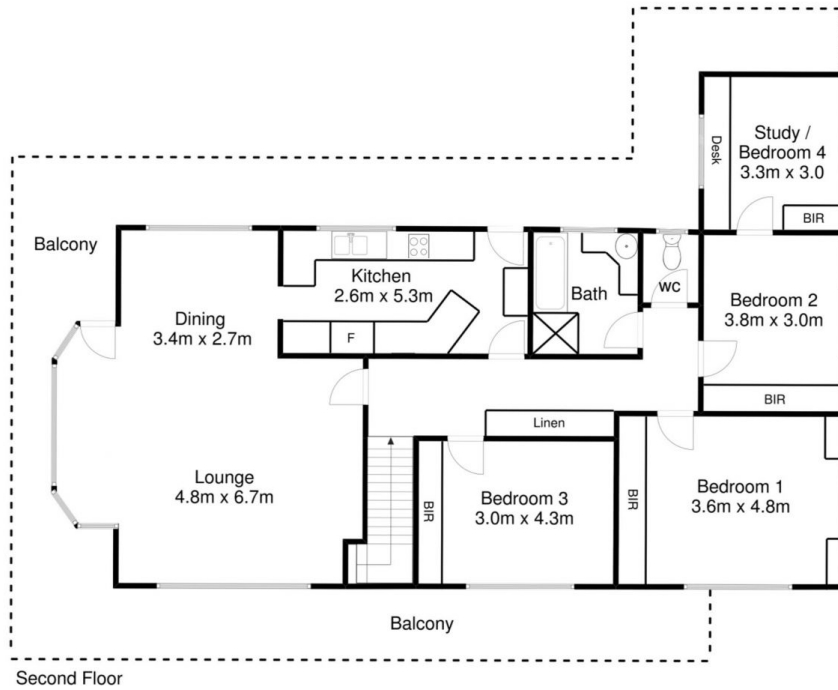 Study /
Bedroom 4
3.3m x 3.0
Desk
BIR
Balcony
Kitchen
2.6m x 5.3m
F
Bath
WC
Bedroom 2
3.8m x 3.0m
BIR
Dining
3.4m x 2.7m
Linen
Lounge
4.8m x 6.7m
BIR
Bedroom 3
3.0m x 4.3m
BIR
Bedroom 1
3.6m x 4.8m
Balcony
Second Floor